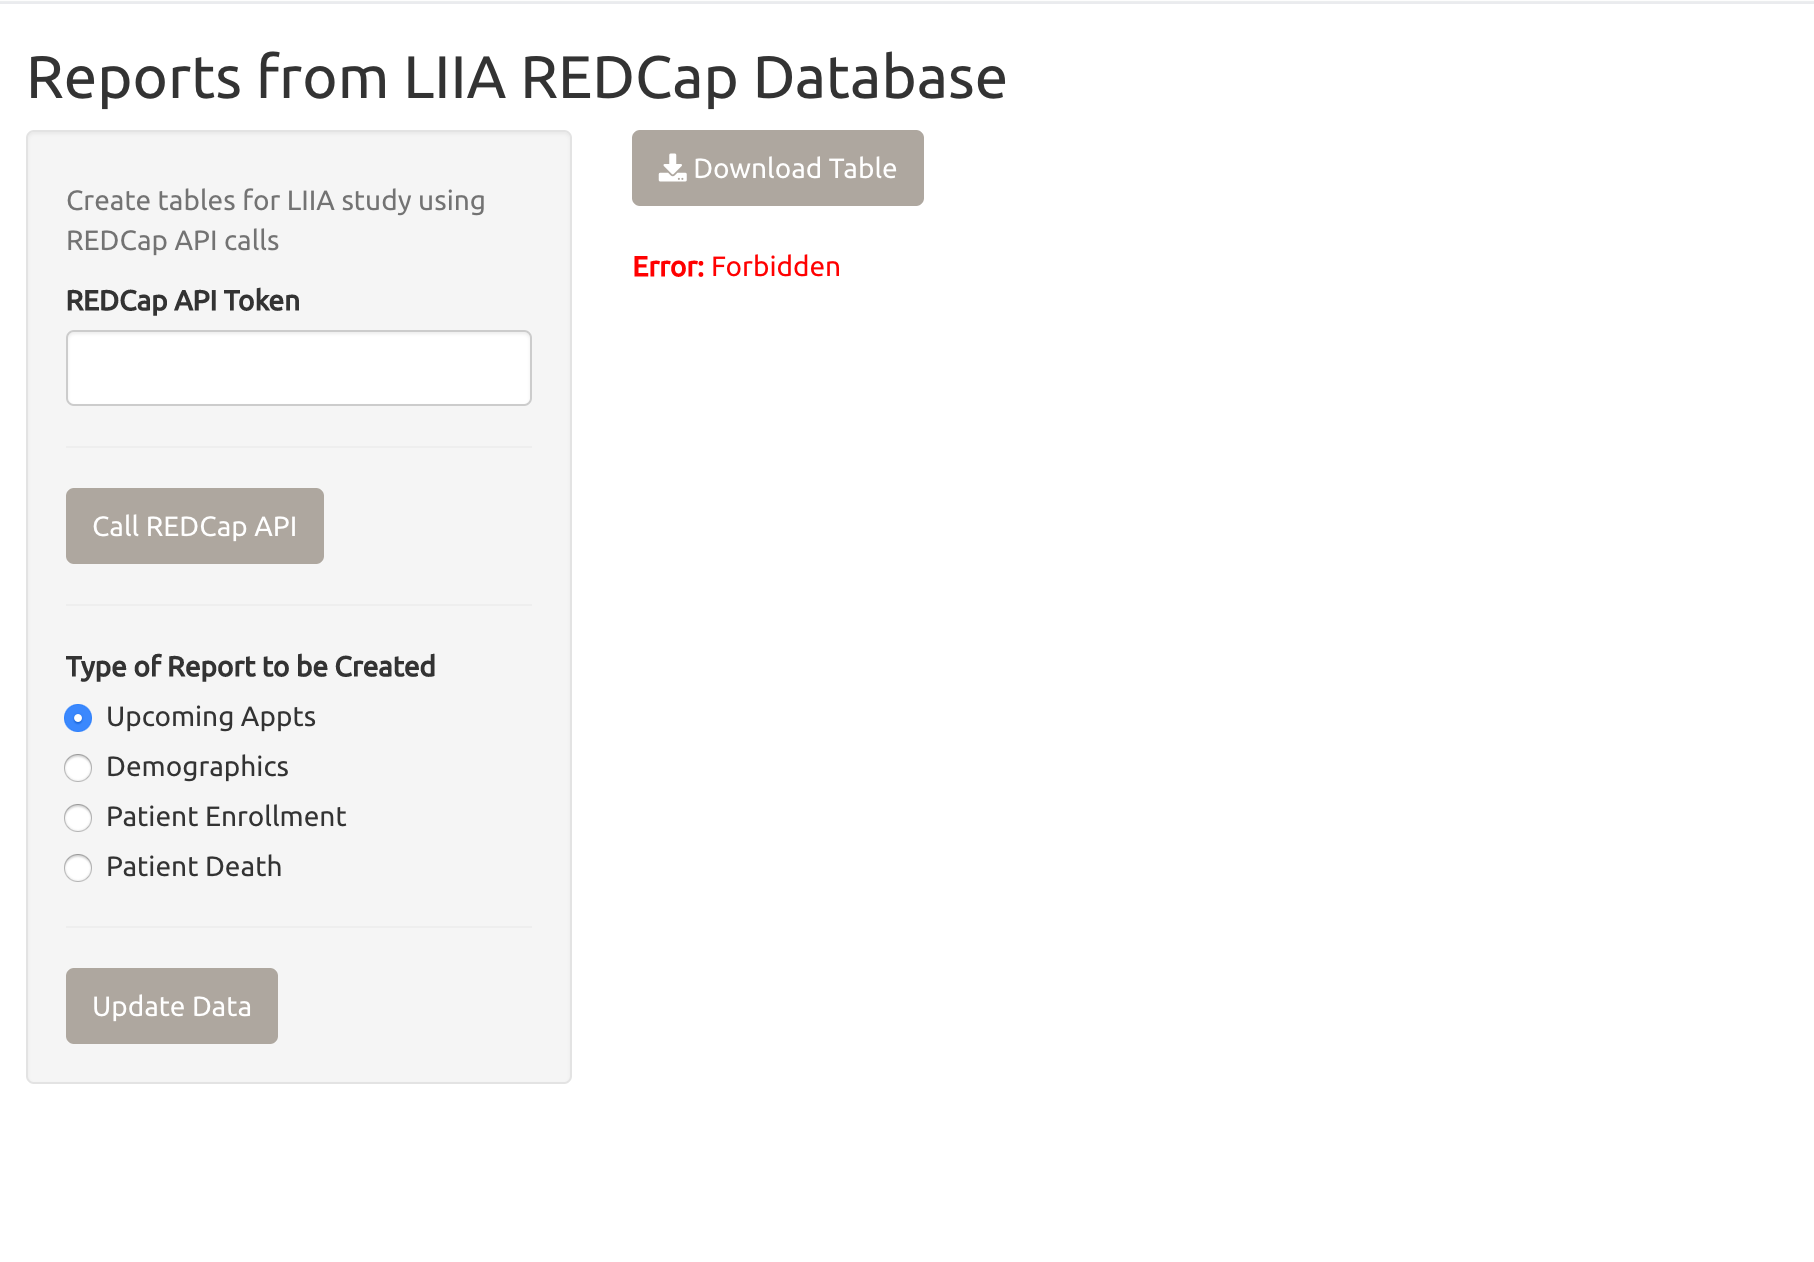 Reports from LIIA REDCap Database
Create tables for LIIA study using
REDCap API calls
REDCap API Token
Call REDCap API
Type of Report to be Created
Upcoming Appts
Demographics
Patient Enrollment
Patient Death
Update Data
Download Table
Error: Forbidden